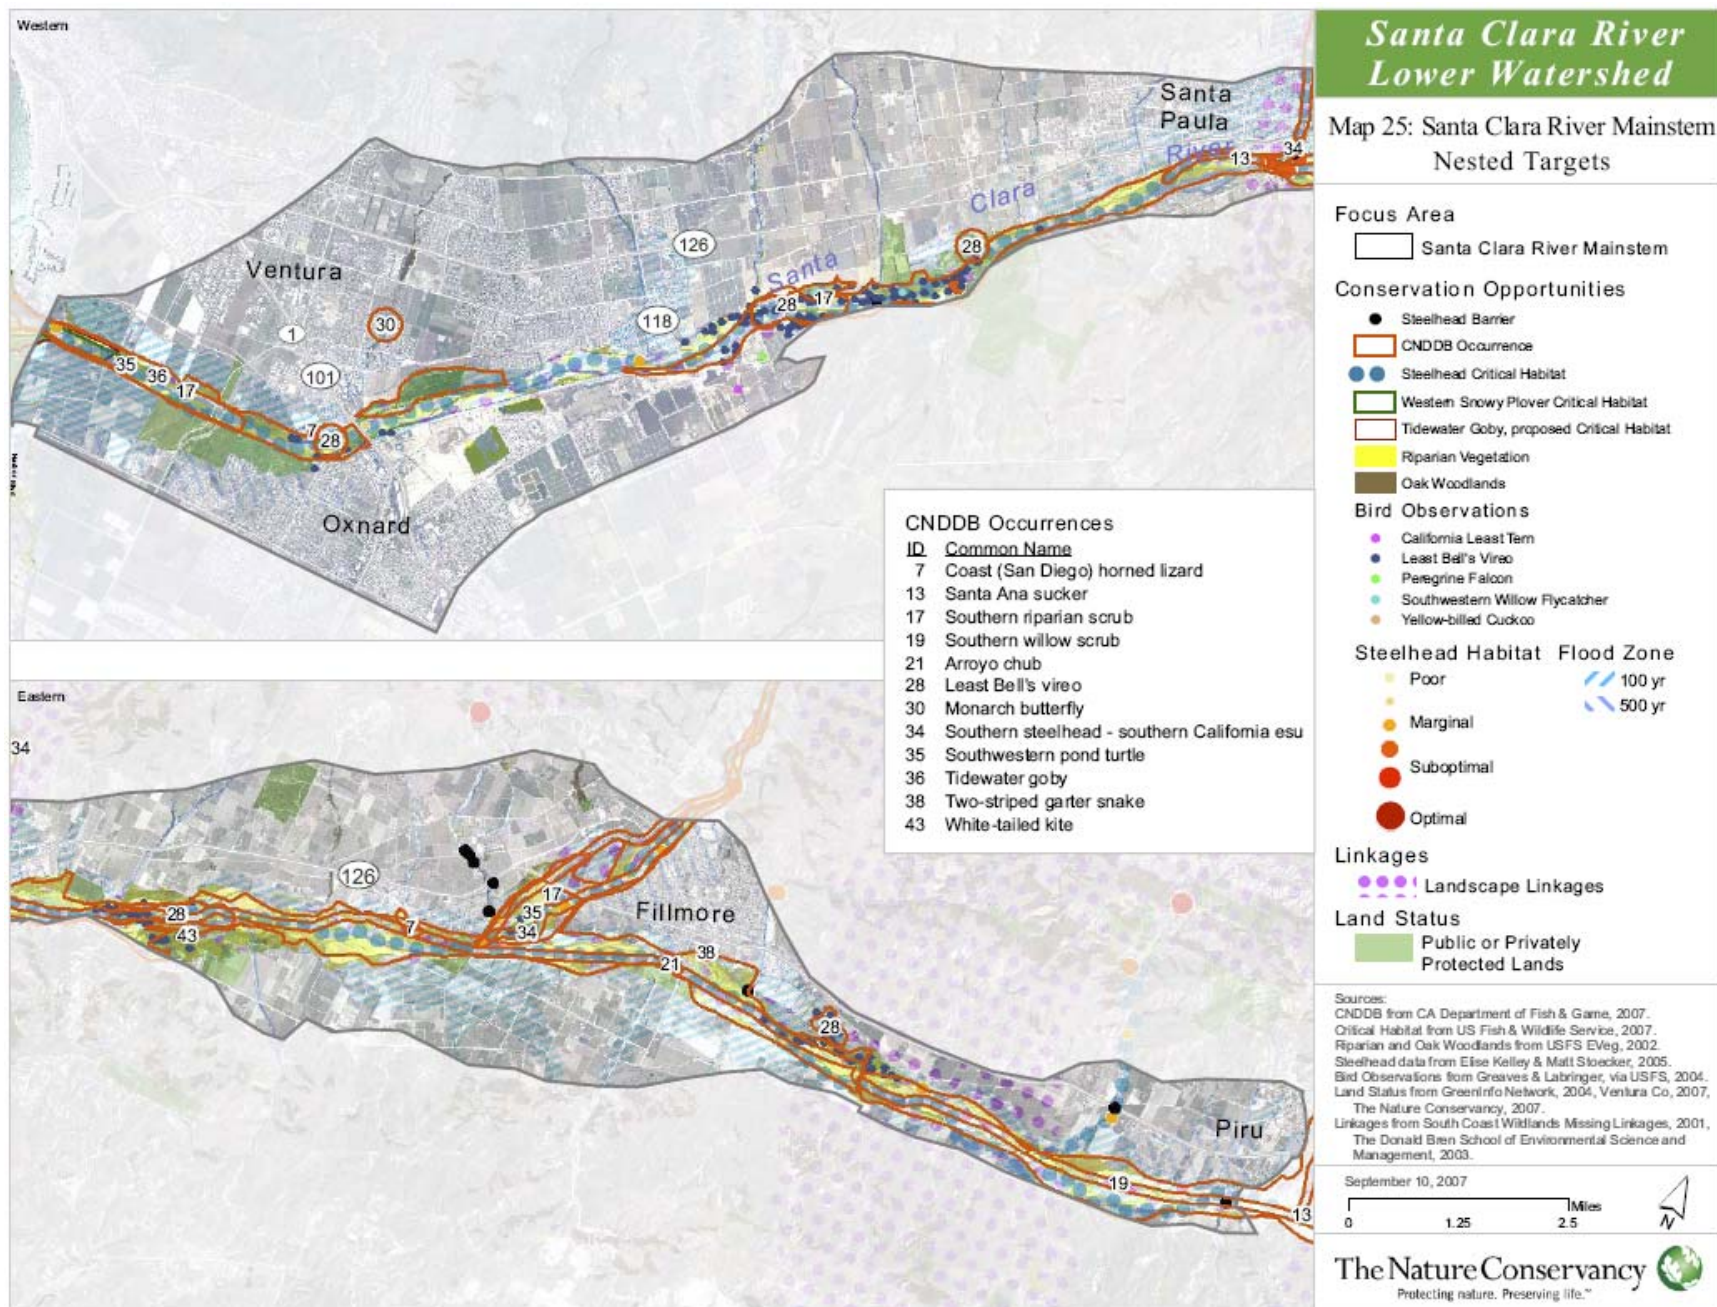 Western
Santa
Paula
River
13
34
Clara
28
126
Santa
Ventura
28
17
118
30
1
101
35
36
17
7
28
Oxnard
CNDDB Occurrences
ID Common Name
7 Coast (San Diego) horned lizard
13 Santa Ana sucker
17 Southern riparian scrub
19 Southern willow scrub
21 Arroyo chub
28 Least Bell's vireo
30 Monarch butterfly
34 Southern steelhead - southern California esu
35 Southwestern pond turtle
36 Tidewater goby
38 Two-striped garter snake
43 White-tailed kite
Eastern
34
126
17
35
34
Fillmore
28
43
7
38
21
28
Piru
19
13
Santa Clara River
Lower Watershed
Map 25: Santa Clara River Mainstem
Nested Targets
Focus Area
Santa Clara River Mainstem
Conservation Opportunities
Steelhead Barrier
CNDDB Occurrence
Steelhead Critical Habitat
Western Snowy Plover Critical Habitat
Tidewater Goby, proposed Critical Habitat
Riparian Vegetation
Oak Woodlands
Bird Observations
California Least Tern
Least Bell's Vireo
Peregrine Falcon
Southwestern Willow Flycatcher
Yellow-billed Cuckoo
Steelhead Habitat Flood Zone
Poor 100 yr
500 yr
Marginal
Suboptimal
Optimal
Linkages
Landscape Linkages
Land Status
Public or Privately
Protected Lands
Sources:
CNDDB from CA Department of Fish & Game, 2007.
Critical Habitat from US Fish & Wildlife Service, 2007.
Riparian and Oak Woodlands from USFS EVeg, 2002.
Steelhead data from Elise Kelley & Matt Stoecker, 2005.
Bird Observations from Greaves & Labringer, via USFS, 2004.
Land Status from GreenInfo Network, 2004, Ventura Co, 2007,
The Nature Conservancy, 2007.
Linkages from South Coast Wildlands Missing Linkages, 2001,
The Donald Bren School of Environmental Science and
Management, 2003.
September 10, 2007
Miles
0 1.25 2.5
N
The Nature Conservancy
Protecting nature. Preserving life.™